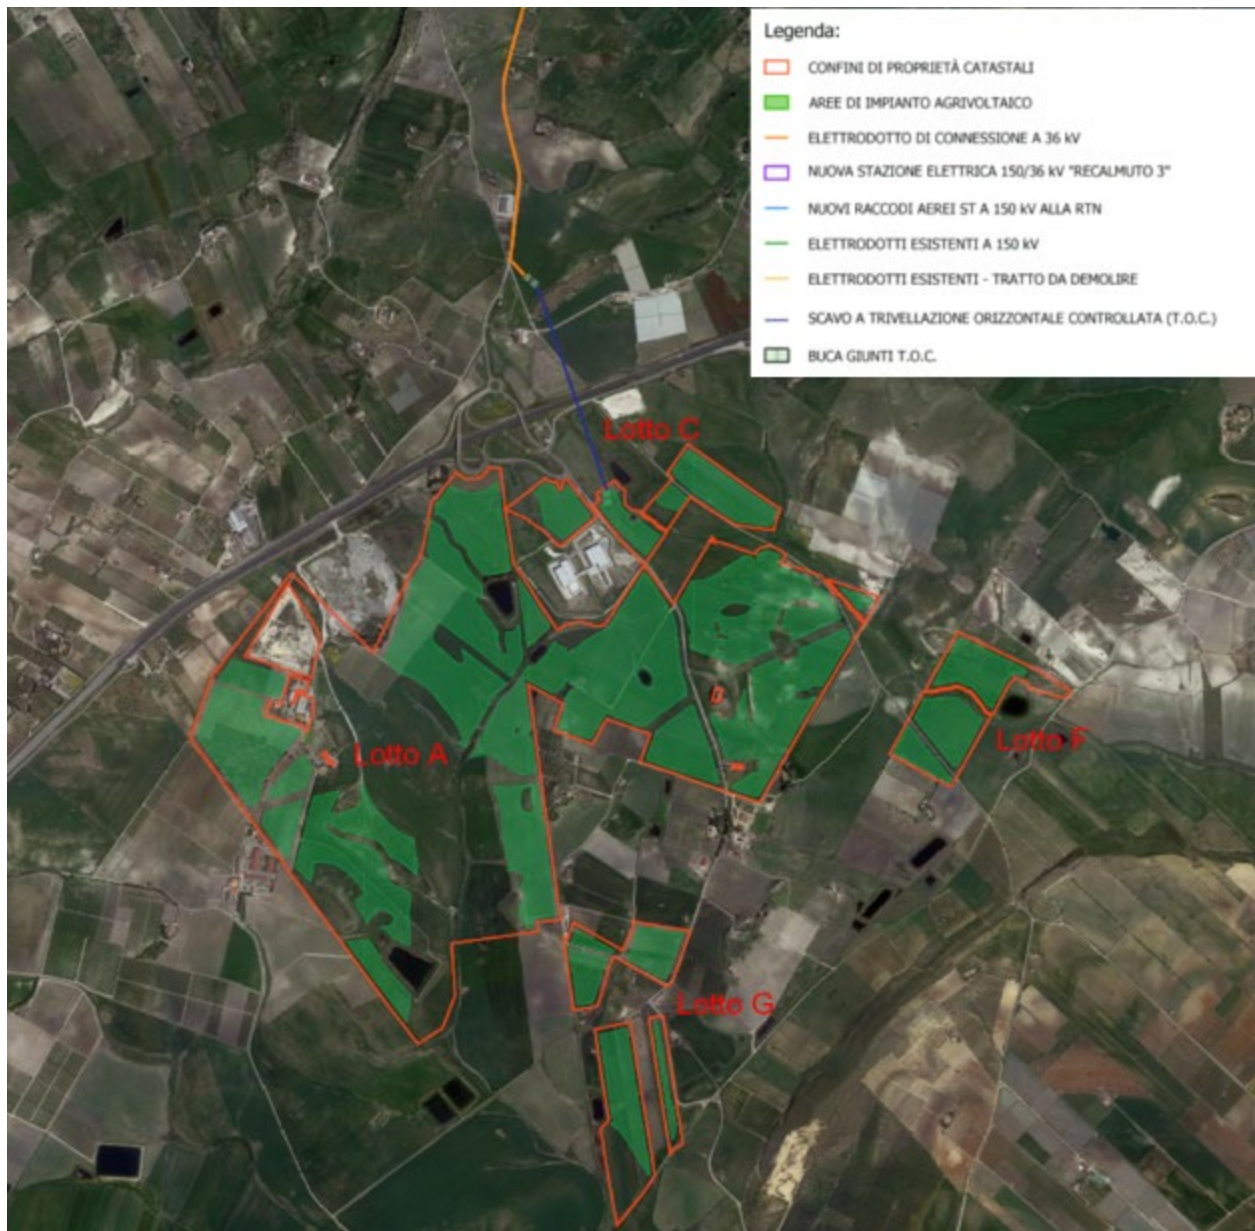 Legenda:
CONFINI DI PROPRIETÀ CATASTALI
AREE DI IMPIANTO AGRIVOLTAICO
ELETTRODOTTO DI CONNESSIONE A 36 kV
NUOVA STAZIONE ELETTRICA 150/36 kV "RECALMUTO 3"
NUOVI RACCODI AEREI ST A 150 kV ALLA RTN
ELETTRODOTTI ESISTENTI A 150 kV
ELETTRODOTTI ESISTENTI - TRATTO DA DEMOLIRE
SCAVO A TRIVELLAZIONE ORIZZONTALE CONTROLLATA (T.O.C.)
BUCA GIUNTI T.O.C.
Lotto C
Lotto A
Lotto F
Lotto G